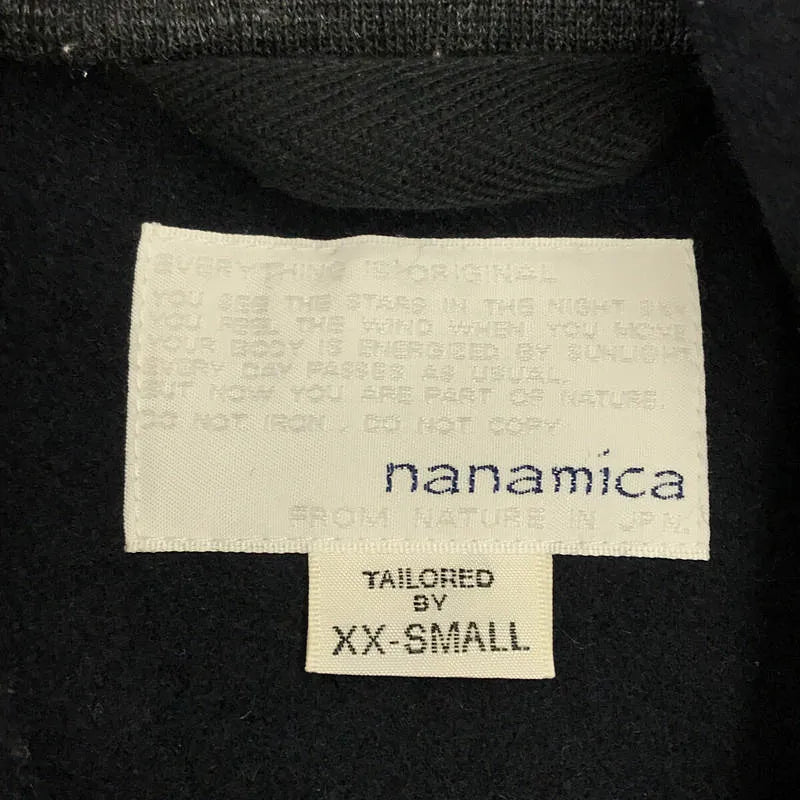 EVERYTHING IS ORIGINAL
YOU SEE THE STARS IN THE NIGHT SKY
YOU FEEL THE WIND WHEN YOU MOVE
YOUR BODY IS ENERGISED BY SUNLIGHT
EVERY DAY PASSES AS USUAL,
BUT NOW YOU ARE PART OF NATURE.
DO NOT IRON . DO NOT COPY
nanamica
FROM NATURE IN JPN.
TAILORED
BY
XX-SMALL